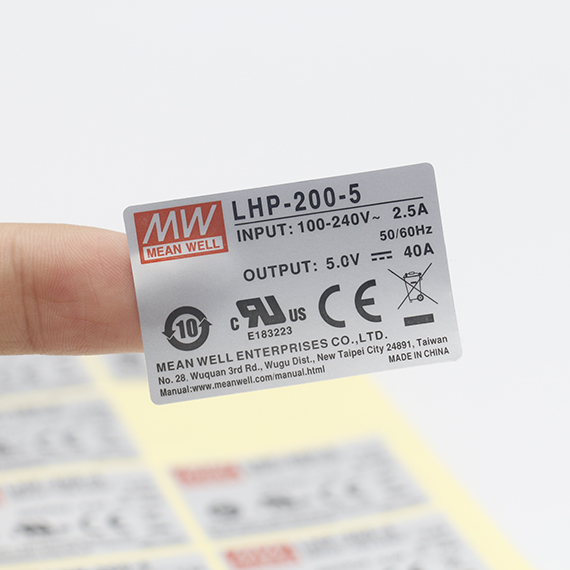 MW
MEAN WELL
LHP-200-5
INPUT: 100-240V~ 2.5A
50/60Hz
OUTPUT: 5.0V ⎓ 40A
10
c RU US
E183223
CE
MEAN WELL ENTERPRISES CO.,LTD.
No. 28, Wuquan 3rd Rd., Wugu Dist., New Taipei City 24891, Taiwan
Manual:www.meanwell.com/manual.html
MADE IN CHINA